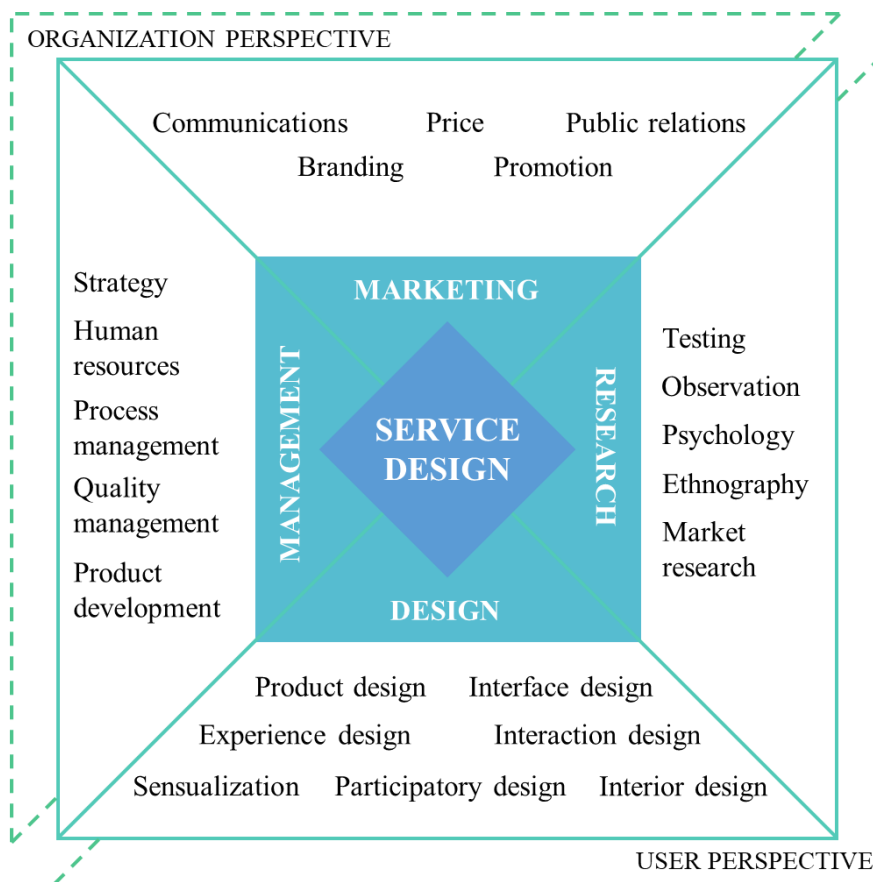 ORGANIZATION PERSPECTIVE
Communications
Price
Public relations
Branding
Promotion
Strategy
Human
resources
Process
management
Quality
management
Product
development
MARKETING
MANAGEMENT
SERVICE
DESIGN
RESEARCH
DESIGN
Testing
Observation
Psychology
Ethnography
Market
research
Product design
Interface design
Experience design
Interaction design
Sensualization
Participatory design
Interior design
USER PERSPECTIVE